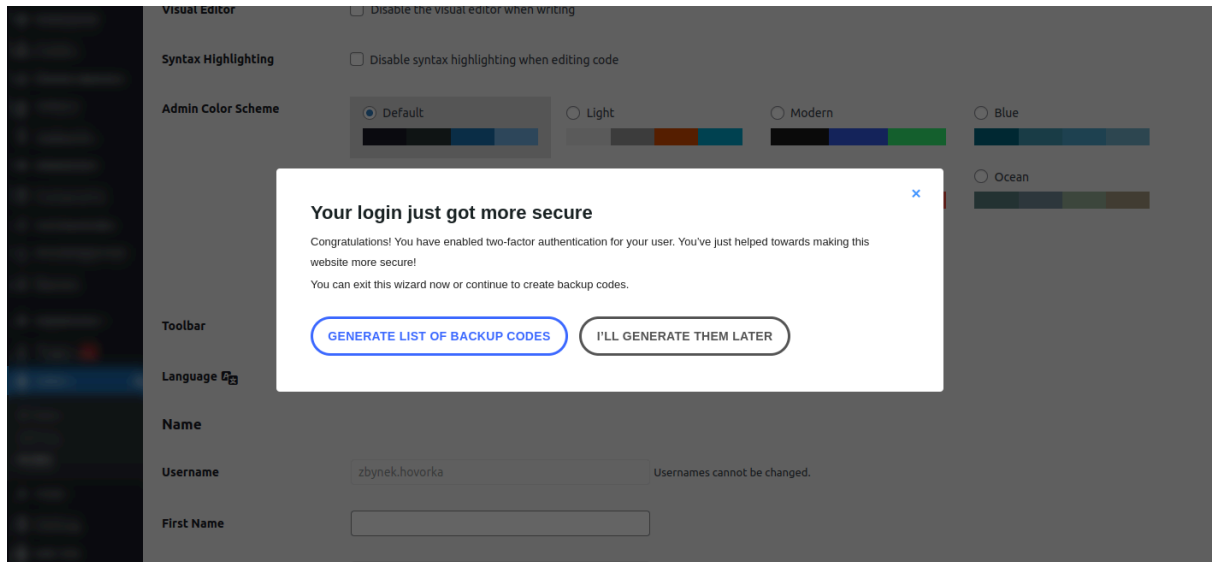 Visual Editor Disable the visual editor when writing
Syntax Highlighting Disable syntax highlighting when editing code
Admin Color Scheme Default Light Modern Blue
Ocean
×
Your login just got more secure
Congratulations! You have enabled two-factor authentication for your user. You've just helped towards making this
website more secure!
You can exit this wizard now or continue to create backup codes.
GENERATE LIST OF BACKUP CODES I'LL GENERATE THEM LATER
Toolbar
Language
Name
Username zbynek.hovorka Usernames cannot be changed.
First Name